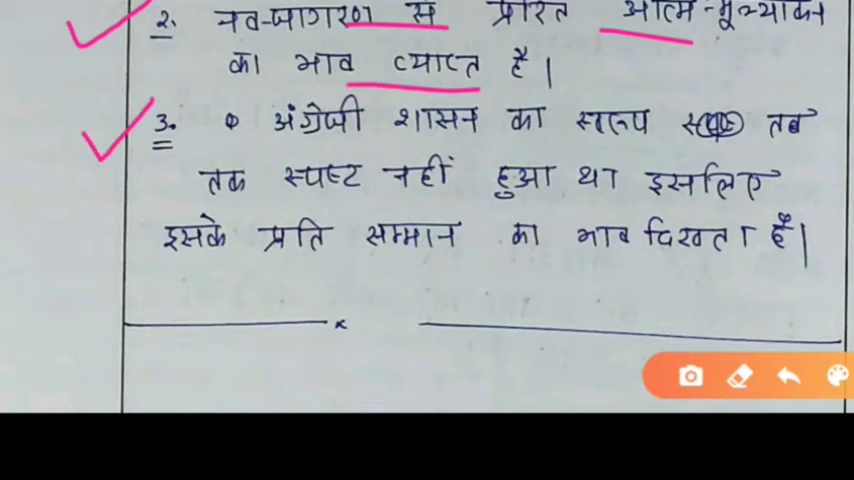 2. नव-जागरण से प्रेरित आत्म-मूल्यांकन
का भाव व्याप्त है।
3. अंग्रेजी शासन का स्वरूप तब
तक स्पष्ट नहीं हुआ था इसलिए
इसके प्रति सम्मान का भाव दिखता है।